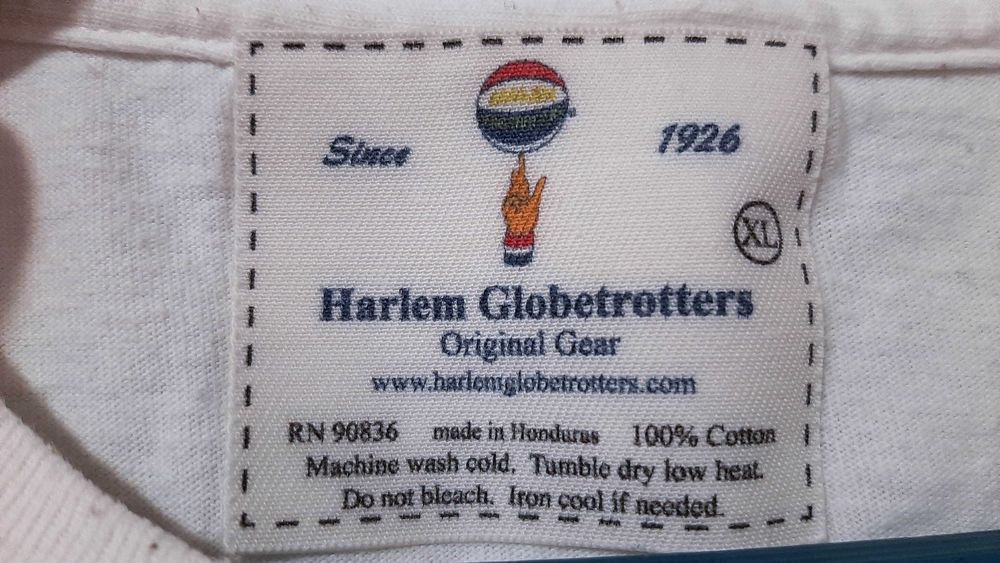 Since 1926
XL
Harlem Globetrotters
Original Gear
www.harlemglobetrotters.com
RN 90836 made in Honduras 100% Cotton
Machine wash cold. Tumble dry low heat.
Do not bleach. Iron cool if needed.